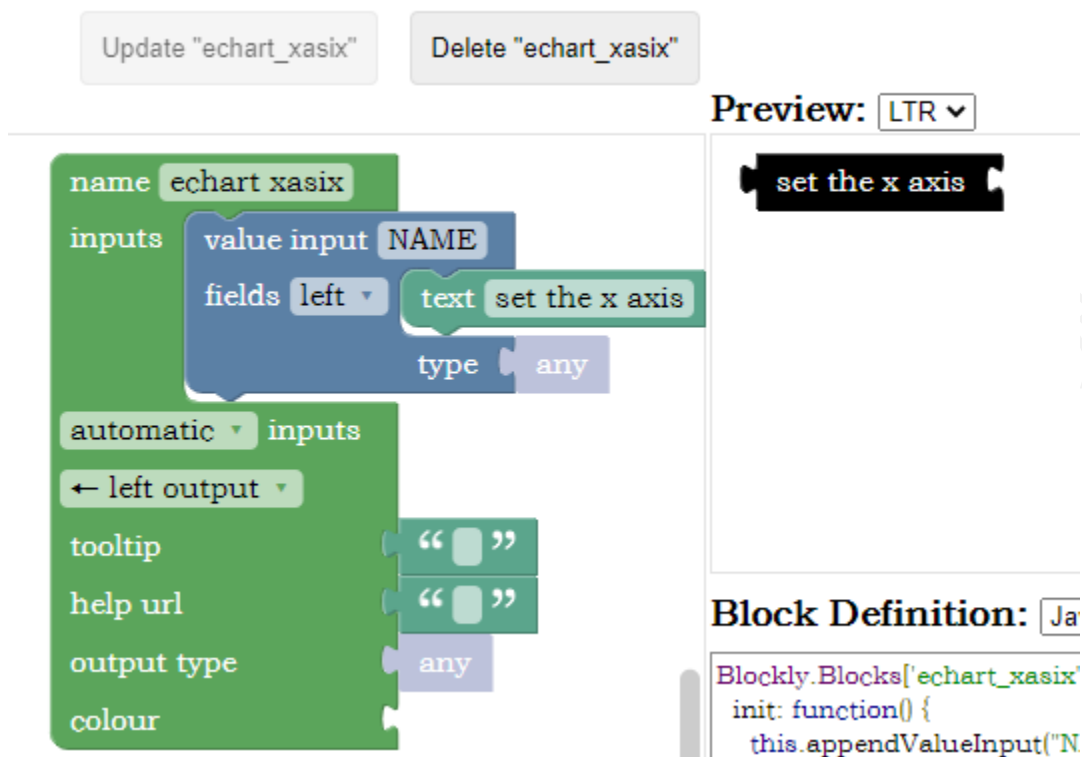 Update "echart_xasix"
Delete "echart_xasix"
Preview: LTR
name echart xasix
inputs value input NAME
fields left text set the x axis
type any
automatic inputs
← left output
tooltip “ ”
help url “ ”
output type any
colour
set the x axis
Block Definition:
Blockly.Blocks['echart_xasix'
init: function() {
this.appendValueInput("N